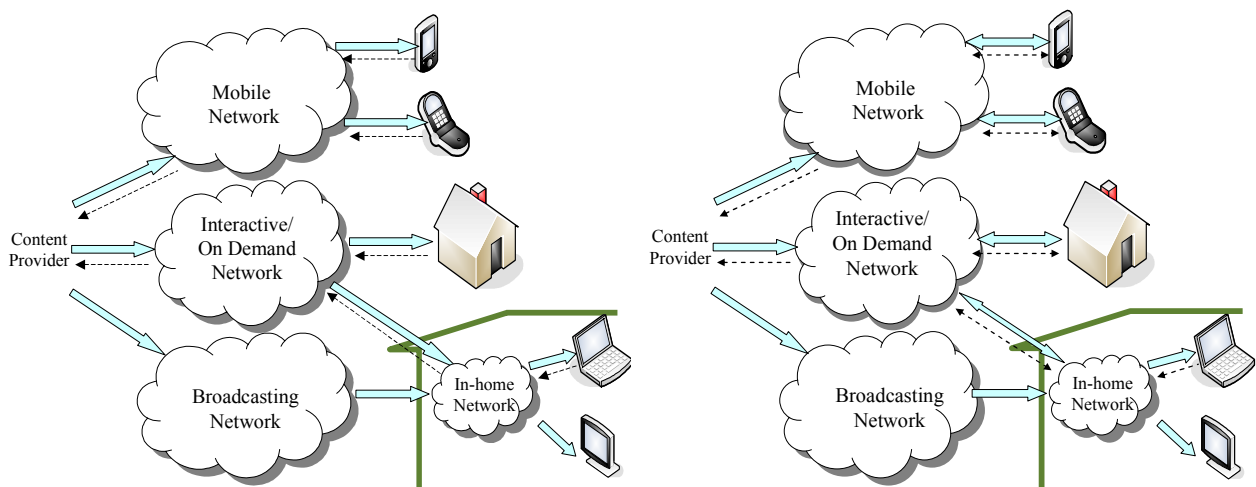 Mobile
Network
Interactive/
On Demand
Network
Content
Provider
Broadcasting
Network
In-home
Network
Mobile
Network
Interactive/
On Demand
Network
Content
Provider
Broadcasting
Network
In-home
Network